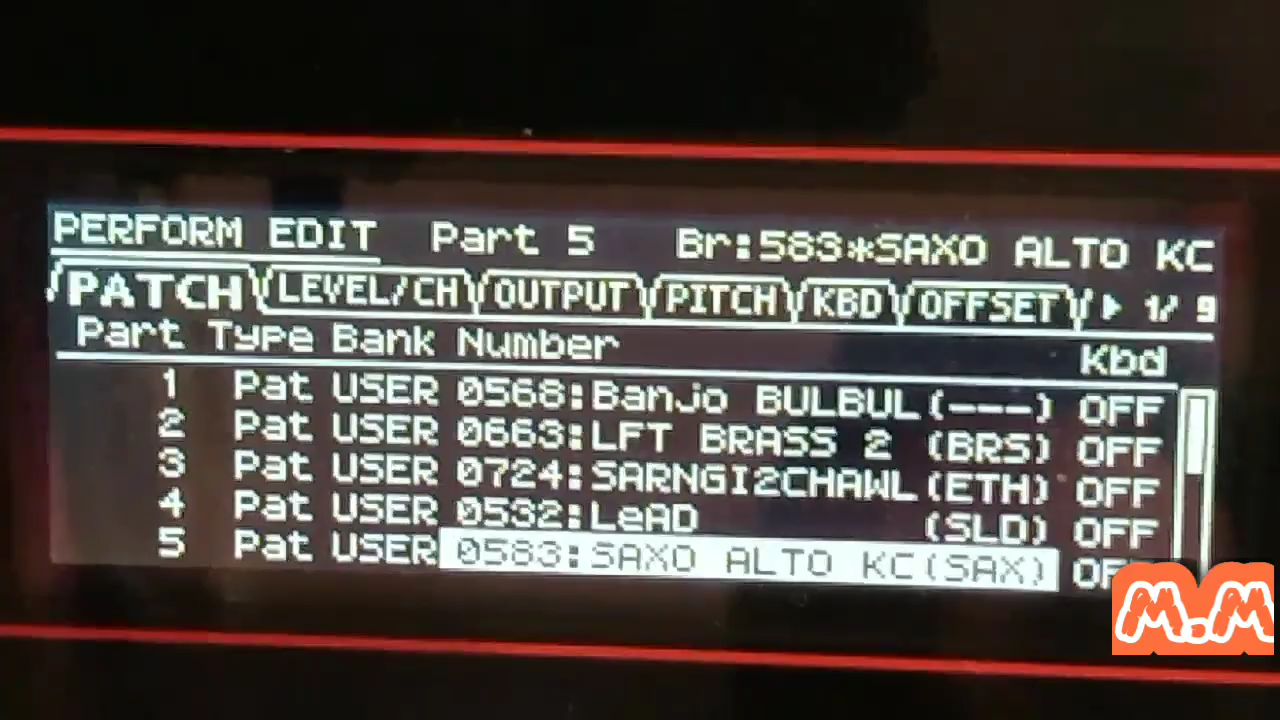 PERFORM EDIT Part 5 Br:583*SAXO ALTO KC
PATCH LEVEL/CH OUTPUT PITCH KBD OFFSET ▶ 1/ 9
Part Type Bank Number Kbd
1 Pat USER 0568:Banjo BULBUL(---) OFF
2 Pat USER 0663:LFT BRASS 2 (BRS) OFF
3 Pat USER 0724:SARNGI2CHAWL(ETH) OFF
4 Pat USER 0532:LeAD (SLD) OFF
5 Pat USER 0583:SAXO ALTO KC(SAX)
M.M